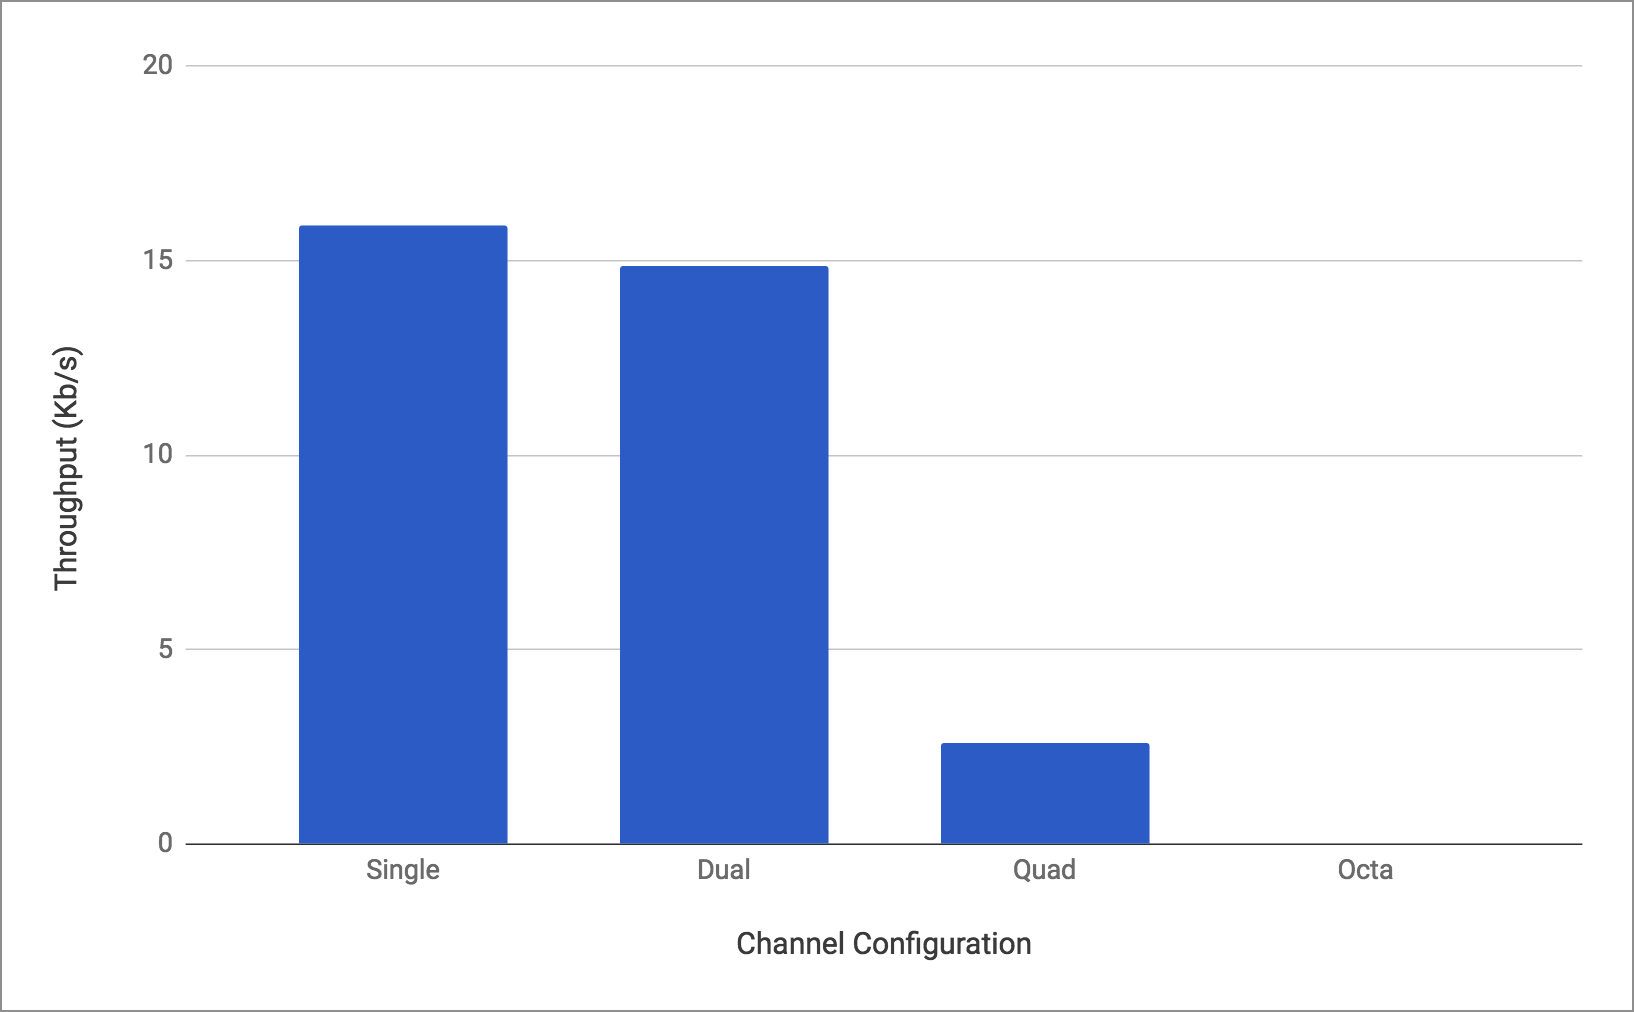 Throughput (Kb/s)
20
15
10
5
0
Single Dual Quad Octa
Channel Configuration